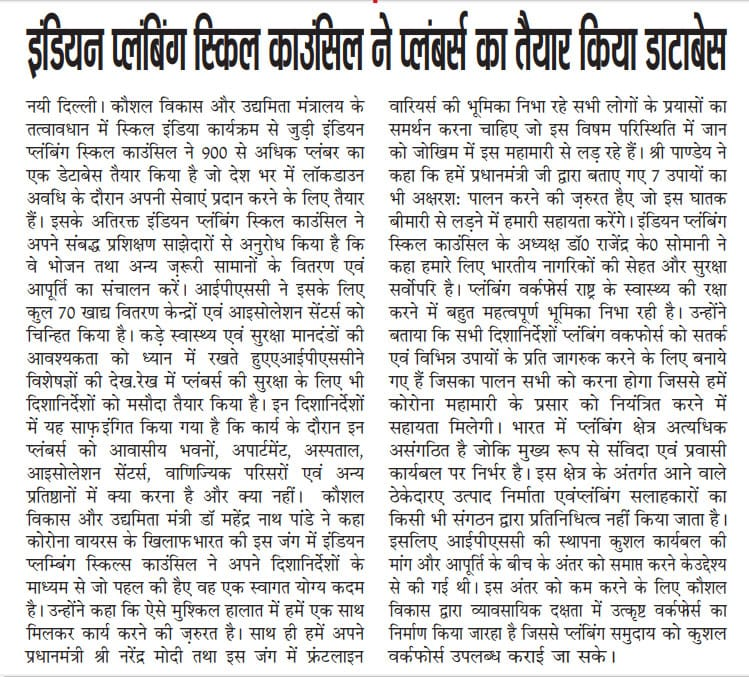 इंडियन प्लंबिंग स्किल काउंसिल ने प्लंबर्स का तैयार किया डाटाबेस
नयी दिल्ली। कौशल विकास और उद्यमिता मंत्रालय के
तत्वावधान में स्किल इंडिया कार्यक्रम से जुड़ी इंडियन
प्लंबिंग स्किल काउंसिल ने 900 से अधिक प्लंबर का
एक डेटाबेस तैयार किया है जो देश भर में लॉकडाउन
अवधि के दौरान अपनी सेवाएं प्रदान करने के लिए तैयार
हैं। इसके अतिरक्त इंडियन प्लंबिंग स्किल काउंसिल ने
अपने संबद्ध प्रशिक्षण साझेदारों से अनुरोध किया है कि
वे भोजन तथा अन्य ज़रूरी सामानों के वितरण एवं
आपूर्ति का संचालन करें। आईपीएससी ने इसके लिए
कुल 70 खाद्य वितरण केन्द्रों एवं आइसोलेशन सेंटर्स को
चिन्हित किया है। कड़े स्वास्थ्य एवं सुरक्षा मानदंडों की
आवश्यकता को ध्यान में रखते हुएएआईपीएससीने
विशेषज्ञों की देख.रेख में प्लंबर्स की सुरक्षा के लिए भी
दिशानिर्देशों को मसौदा तैयार किया है। इन दिशानिर्देशों
में यह साफ़ इंगित किया गया है कि कार्य के दौरान इन
प्लंबर्स को आवासीय भवनों, अपार्टमेंट, अस्पताल,
आइसोलेशन सेंटर्स, वाणिज्यिक परिसरों एवं अन्य
प्रतिष्ठानों में क्या करना है और क्या नहीं। कौशल
विकास और उद्यमिता मंत्री डॉ महेंद्र नाथ पांडे ने कहा
कोरोना वायरस के खिलाफ भारत की इस जंग में इंडियन
प्लम्बिंग स्किल्स काउंसिल ने अपने दिशानिर्देशों के
माध्यम से जो पहल की हैए वह एक स्वागत योग्य कदम
है। उन्होंने कहा कि ऐसे मुश्किल हालात में हमें एक साथ
मिलकर कार्य करने की ज़रुरत है। साथ ही हमें अपने
प्रधानमंत्री श्री नरेंद्र मोदी तथा इस जंग में फ्रंटलाइन
वारियर्स की भूमिका निभा रहे सभी लोगों के प्रयासों का
समर्थन करना चाहिए जो इस विषम परिस्थिति में जान
को जोखिम में इस महामारी से लड़ रहे हैं। श्री पाण्डेय ने
कहा कि हमें प्रधानमंत्री जी द्वारा बताए गए 7 उपायों का
भी अक्षरश: पालन करने की ज़रुरत हैए जो इस घातक
बीमारी से लड़ने में हमारी सहायता करेंगे। इंडियन प्लंबिंग
स्किल काउंसिल के अध्यक्ष डॉ0 राजेंद्र के0 सोमानी ने
कहा हमारे लिए भारतीय नागरिकों की सेहत और सुरक्षा
सर्वोपरि है। प्लंबिंग वर्कफोर्स राष्ट्र के स्वास्थ्य की रक्षा
करने में बहुत महत्वपूर्ण भूमिका निभा रही है। उन्होंने
बताया कि सभी दिशानिर्देशों प्लंबिंग वकफोर्स को सतर्क
एवं विभिन्न उपायों के प्रति जागरुक करने के लिए बनाये
गए हैं जिसका पालन सभी को करना होगा जिससे हमें
कोरोना महामारी के प्रसार को नियंत्रित करने में
सहायता मिलेगी। भारत में प्लंबिंग क्षेत्र अत्यधिक
असंगठित है जोकि मुख्य रूप से संविदा एवं प्रवासी
कार्यबल पर निर्भर है। इस क्षेत्र के अंतर्गत आने वाले
ठेकेदारए उत्पाद निर्माता एवंप्लंबिंग सलाहकारों का
किसी भी संगठन द्वारा प्रतिनिधित्व नहीं किया जाता है।
इसलिए आईपीएससी की स्थापना कुशल कार्यबल की
मांग और आपूर्ति के बीच के अंतर को समाप्त करने केउद्देश्य
से की गई थी। इस अंतर को कम करने के लिए कौशल
विकास द्वारा व्यावसायिक दक्षता में उत्कृष्ट वर्कफेर्स का
निर्माण किया जारहा है जिससे प्लंबिंग समुदाय को कुशल
वर्कफोर्स उपलब्ध कराई जा सके।